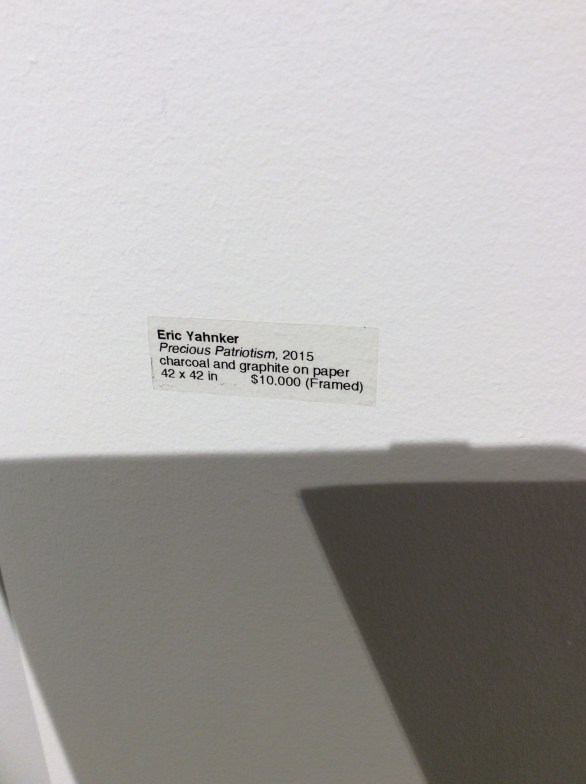 Eric Yahnker
Precious Patriotism, 2015
charcoal and graphite on paper
42 x 42 in $10.000 (Framed)